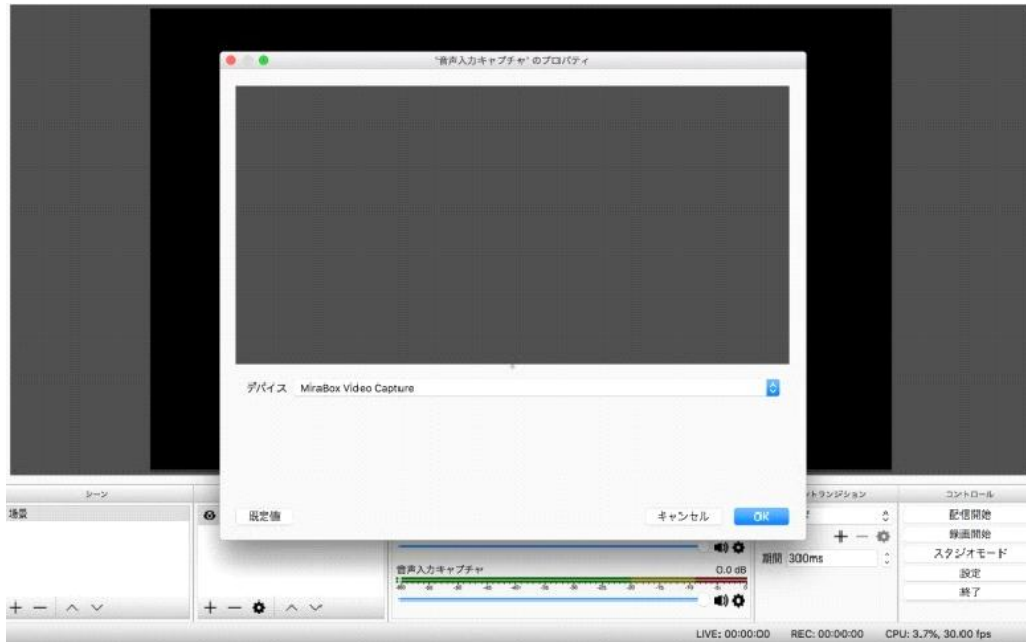 "音声入力キャプチャ" のプロパティ
デバイス MiraBox Video Capture
既定値 キャンセル OK
シーン
トランジション
コントロール
場景
配信開始
録画開始
スタジオモード
設定
終了
期間 300ms
音声入力キャプチャ 0.0 dB
LIVE: 00:00:00 REC: 00:00:00 CPU: 3.7%, 30.00 fps